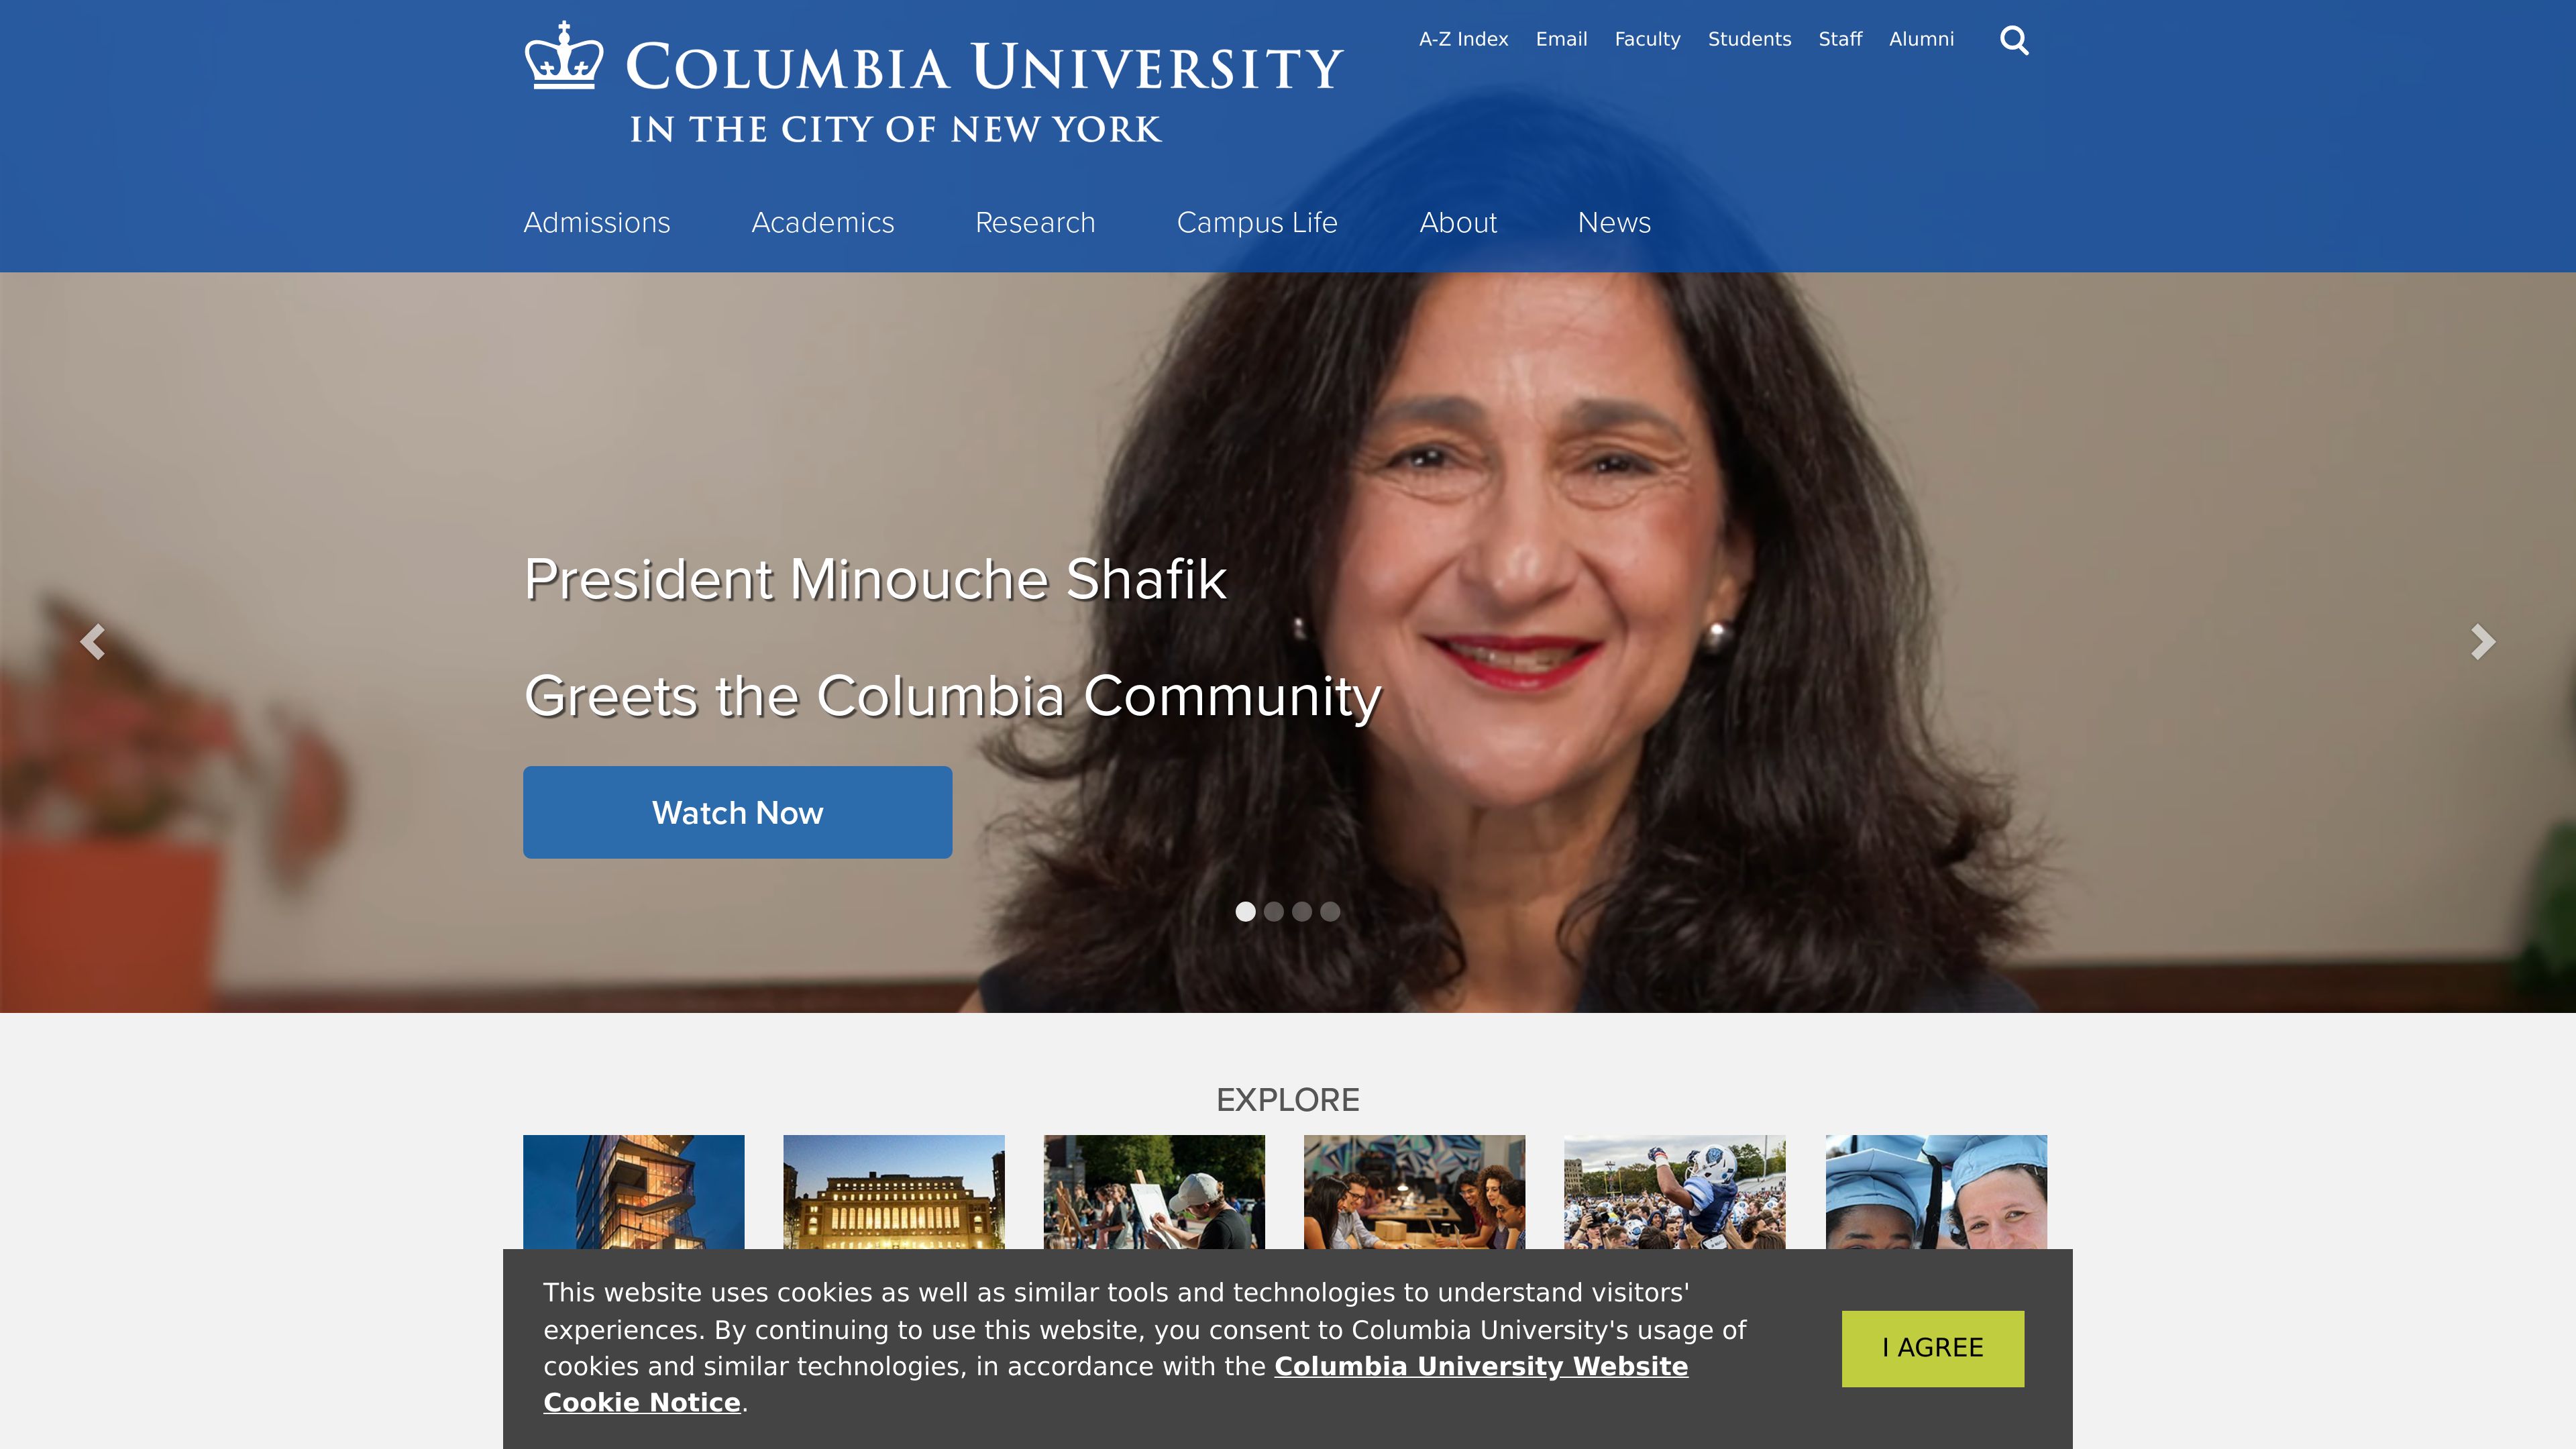 COLUMBIA UNIVERSITY
IN THE CITY OF NEW YORK
A-Z Index Email Faculty Students Staff Alumni
Admissions Academics Research Campus Life About News
President Minouche Shafik
Greets the Columbia Community
Watch Now
EXPLORE
This website uses cookies as well as similar tools and technologies to understand visitors'
experiences. By continuing to use this website, you consent to Columbia University's usage of
cookies and similar technologies, in accordance with the Columbia University Website
Cookie Notice.
I AGREE